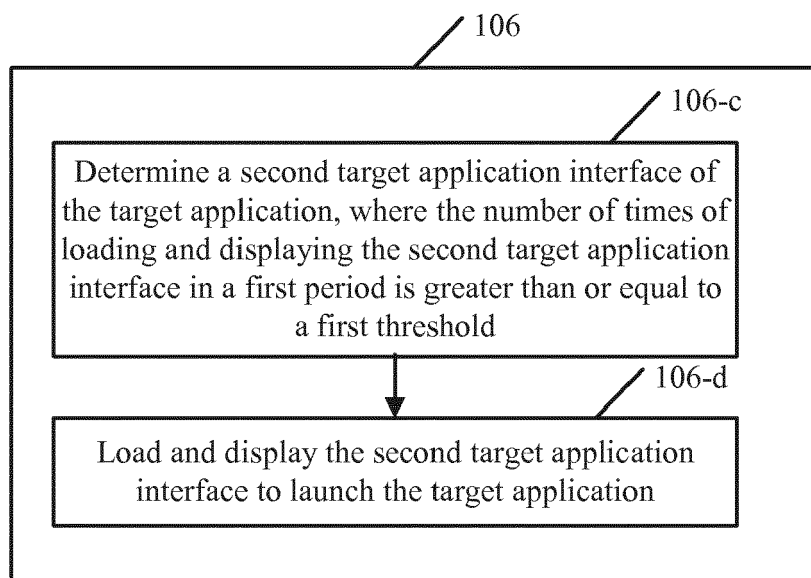 106
106-c
Determine a second target application interface of
the target application, where the number of times of
loading and displaying the second target application
interface in a first period is greater than or equal to
a first threshold
106-d
Load and display the second target application
interface to launch the target application